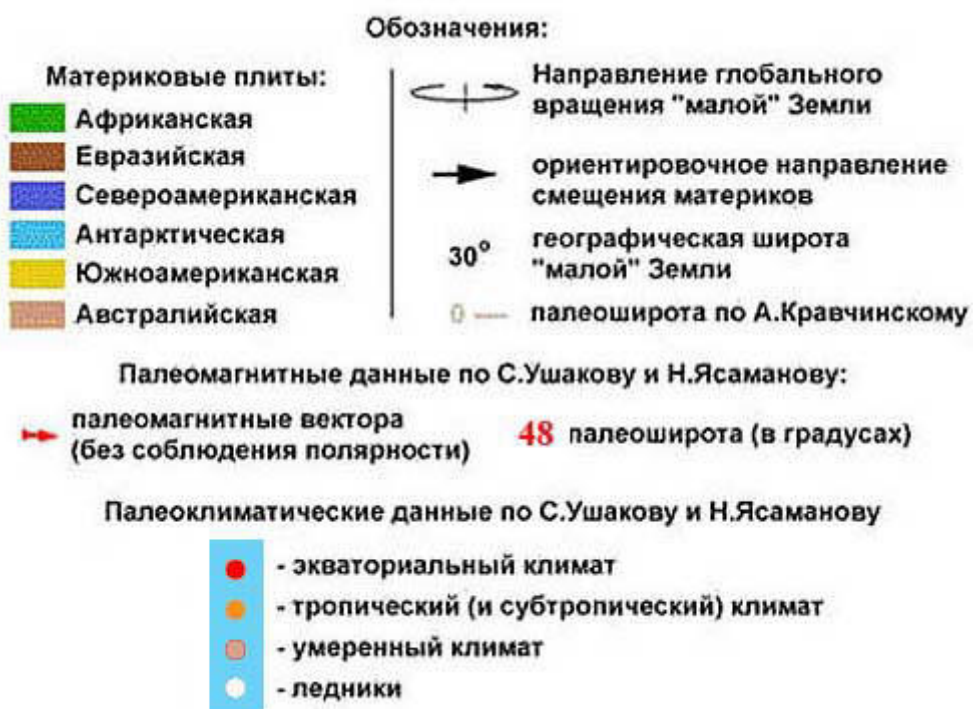 Обозначения:
Материковые плиты:
Африканская
Евразийская
Североамериканская
Антарктическая
Южноамериканская
Австралийская
Направление глобального
вращения "малой" Земли
ориентировочное направление
смещения материков
30° географическая широта
"малой" Земли
0 — палеоширота по А.Кравчинскому
Палеомагнитные данные по С.Ушакову и Н.Ясаманову:
палеомагнитные вектора
(без соблюдения полярности)
48 палеоширота (в градусах)
Палеоклиматические данные по С.Ушакову и Н.Ясаманову
- экваториальный климат
- тропический (и субтропический) климат
- умеренный климат
- ледники